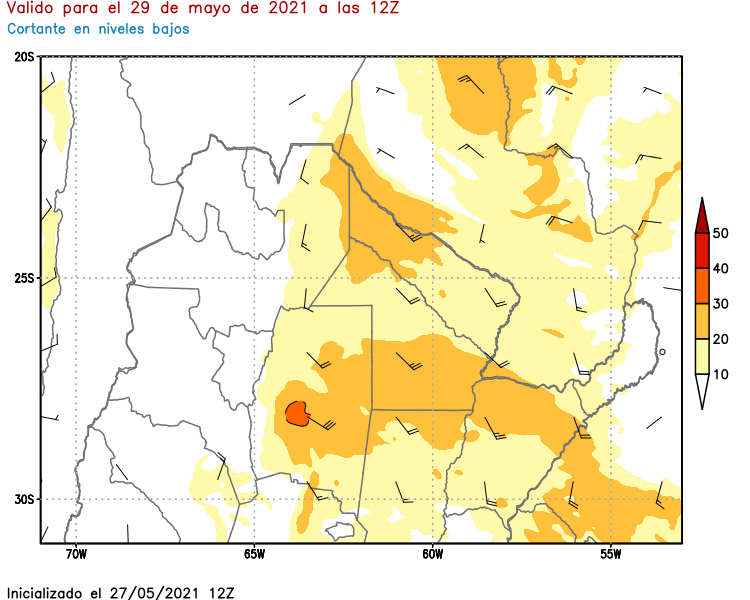 Valido para el 29 de mayo de 2021 a las 12Z
Cortante en niveles bajos
20S
25S
30S
70W 65W 60W 55W
50
40
30
20
10
Inicializado el 27/05/2021 12Z